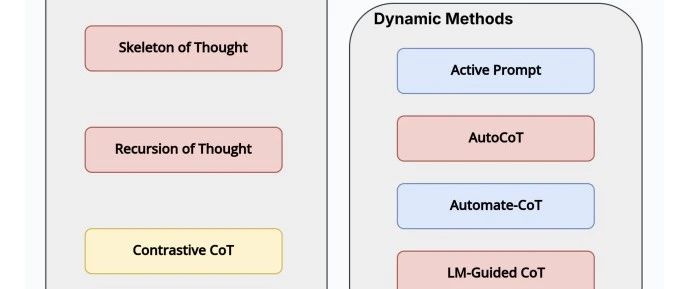 Skeleton of Thought
Recursion of Thought
Contrastive CoT
Dynamic Methods
Active Prompt
AutoCoT
Automate-CoT
LM-Guided CoT